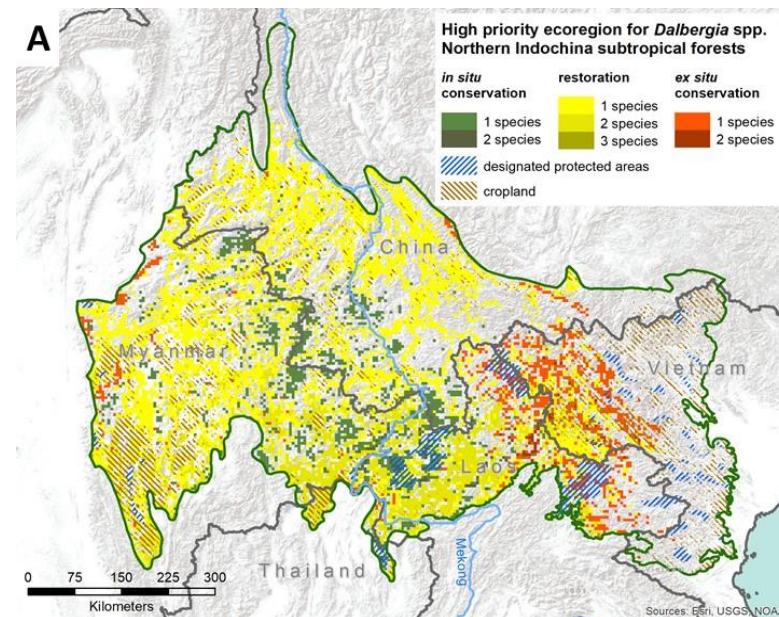 A
High priority ecoregion for Dalbergia spp.
Northern Indochina subtropical forests
in situ
conservation
restoration
ex situ
conservation
1 species
2 species
1 species
2 species
3 species
1 species
2 species
designated protected areas
cropland
China
Myanmar
Vietnam
Laos
Thailand
Mekong
0 75 150 225 300
Kilometers
Sources: Esri, USGS, NOA